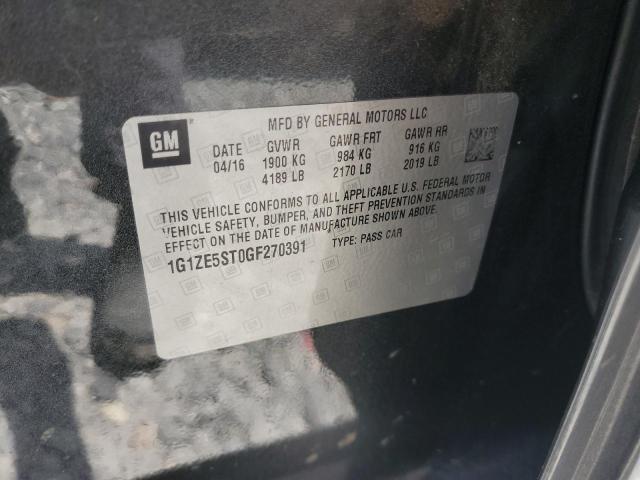 GM
MFD BY GENERAL MOTORS LLC
DATE GVWR GAWR FRT GAWR RR
04/16 1900 KG 984 KG 916 KG
4189 LB 2170 LB 2019 LB
THIS VEHICLE CONFORMS TO ALL APPLICABLE U.S. FEDERAL MOTOR
VEHICLE SAFETY, BUMPER, AND THEFT PREVENTION STANDARDS IN
EFFECT ON THE DATE OF MANUFACTURE SHOWN ABOVE.
1G1ZE5ST0GF270391 TYPE: PASS CAR